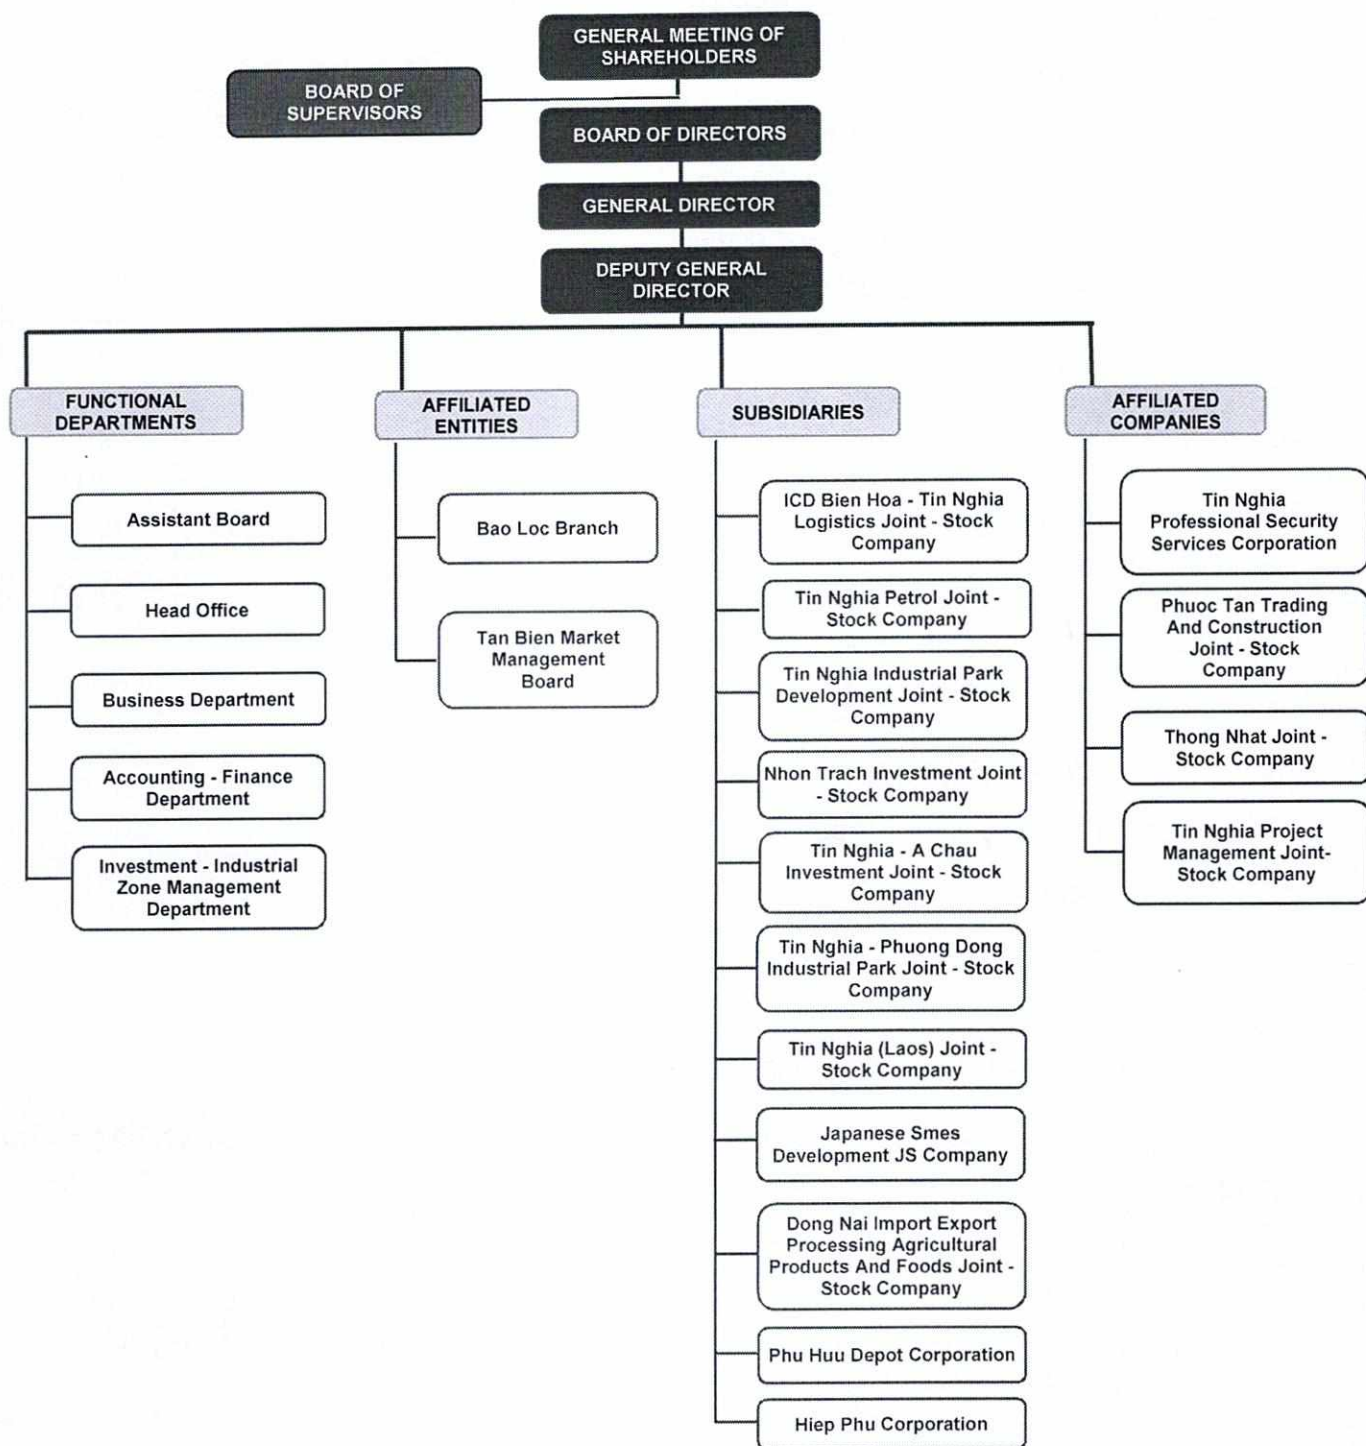 GENERAL MEETING OF
SHAREHOLDERS
BOARD OF
SUPERVISORS
BOARD OF DIRECTORS
GENERAL DIRECTOR
DEPUTY GENERAL
DIRECTOR
FUNCTIONAL
DEPARTMENTS
Assistant Board
Head Office
Business Department
Accounting - Finance
Department
Investment - Industrial
Zone Management
Department
AFFILIATED
ENTITIES
Bao Loc Branch
Tan Bien Market
Management
Board
SUBSIDIARIES
ICD Bien Hoa - Tin Nghia
Logistics Joint - Stock
Company
Tin Nghia Petrol Joint -
Stock Company
Tin Nghia Industrial Park
Development Joint - Stock
Company
Nhon Trach Investment Joint
- Stock Company
Tin Nghia - A Chau
Investment Joint - Stock
Company
Tin Nghia - Phuong Dong
Industrial Park Joint - Stock
Company
Tin Nghia (Laos) Joint -
Stock Company
Japanese Smes
Development JS Company
Dong Nai Import Export
Processing Agricultural
Products And Foods Joint -
Stock Company
Phu Huu Depot Corporation
Hiep Phu Corporation
AFFILIATED
COMPANIES
Tin Nghia
Professional Security
Services Corporation
Phuoc Tan Trading
And Construction
Joint - Stock
Company
Thong Nhat Joint -
Stock Company
Tin Nghia Project
Management Joint-
Stock Company